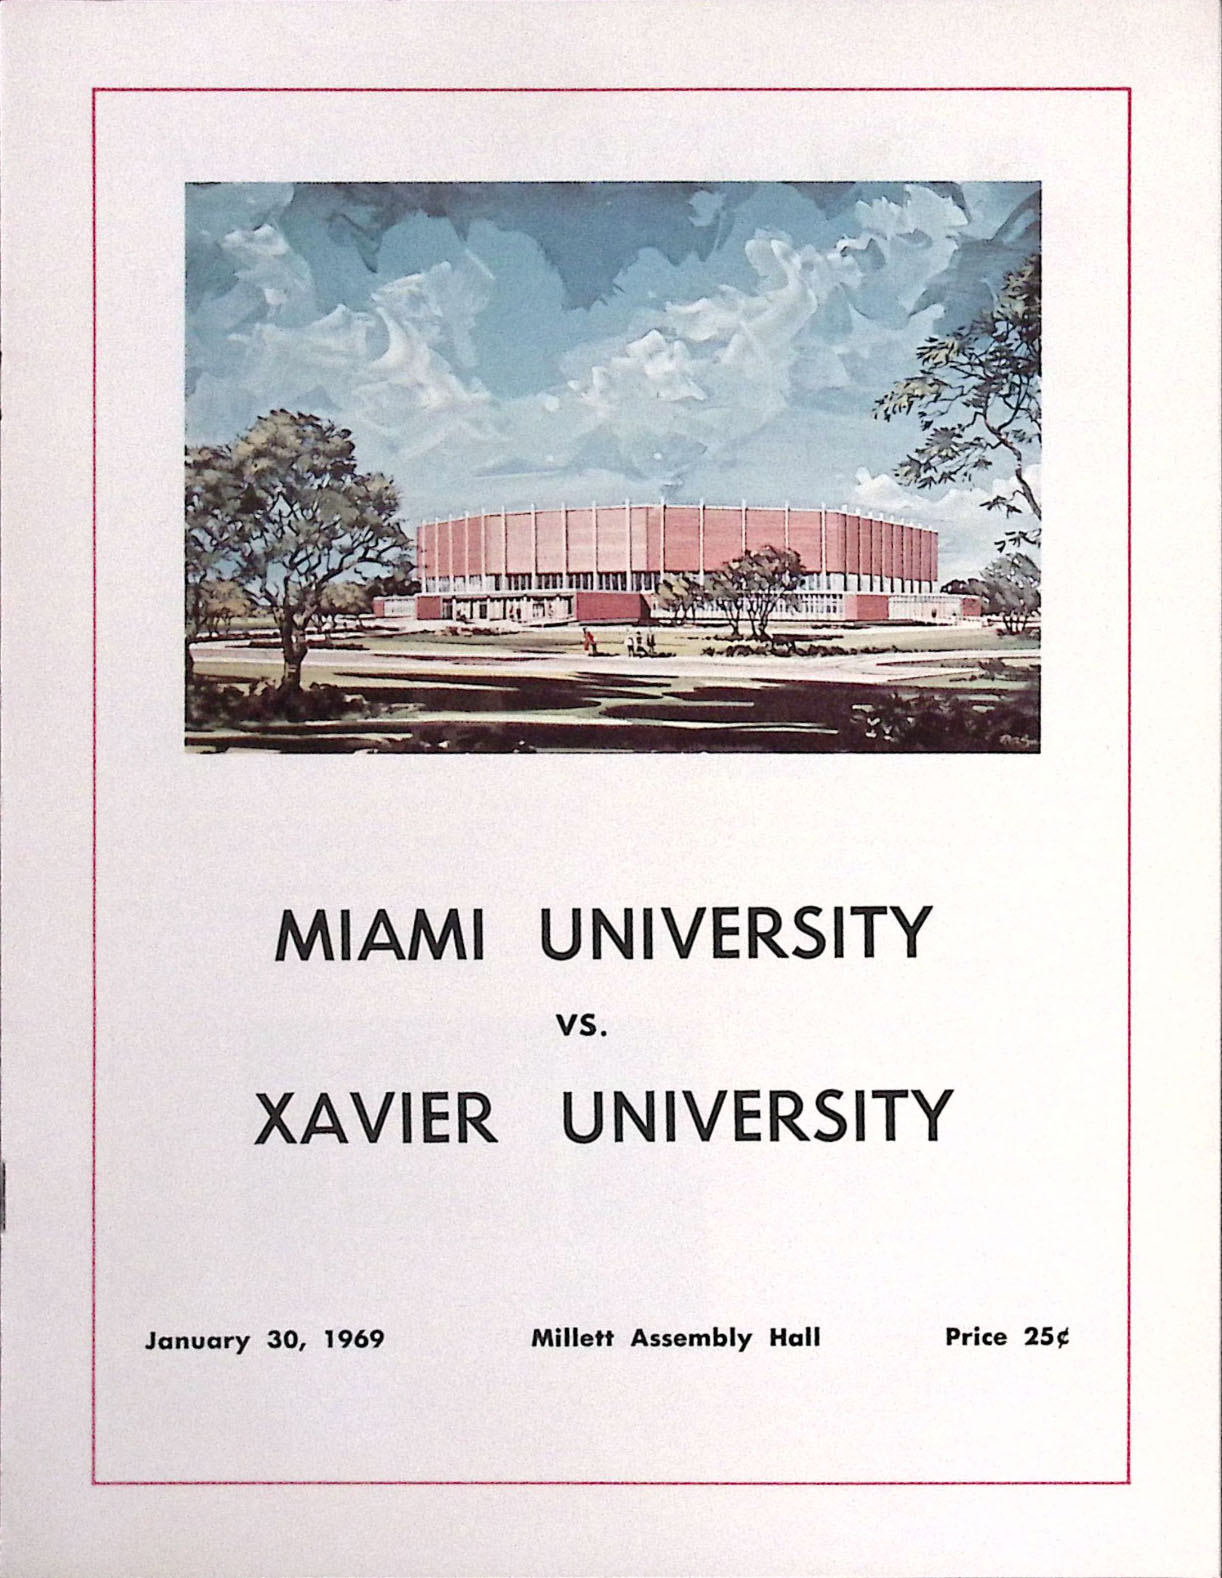 MIAMI UNIVERSITY
vs.
XAVIER UNIVERSITY
January 30, 1969 Millett Assembly Hall Price 25¢